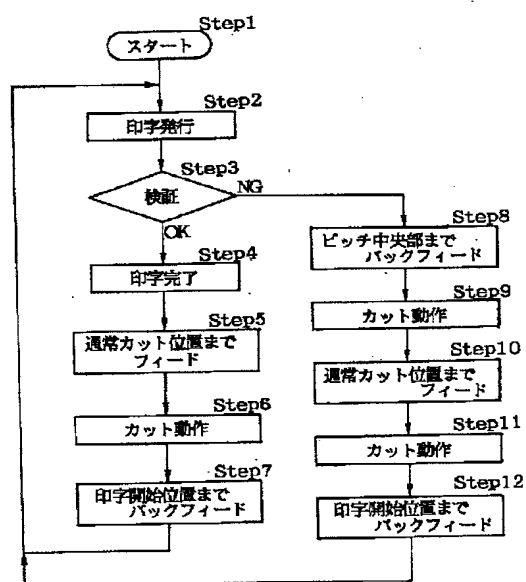 Step1
スタート
Step2
印字発行
Step3
検証
NG
OK
Step4
印字完了
Step5
通常カット位置まで
フィード
Step6
カット動作
Step7
印字開始位置まで
バックフィード
Step8
ピッチ中央部まで
バックフィード
Step9
カット動作
Step10
通常カット位置まで
フィード
Step11
カット動作
Step12
印字開始位置まで
バックフィード